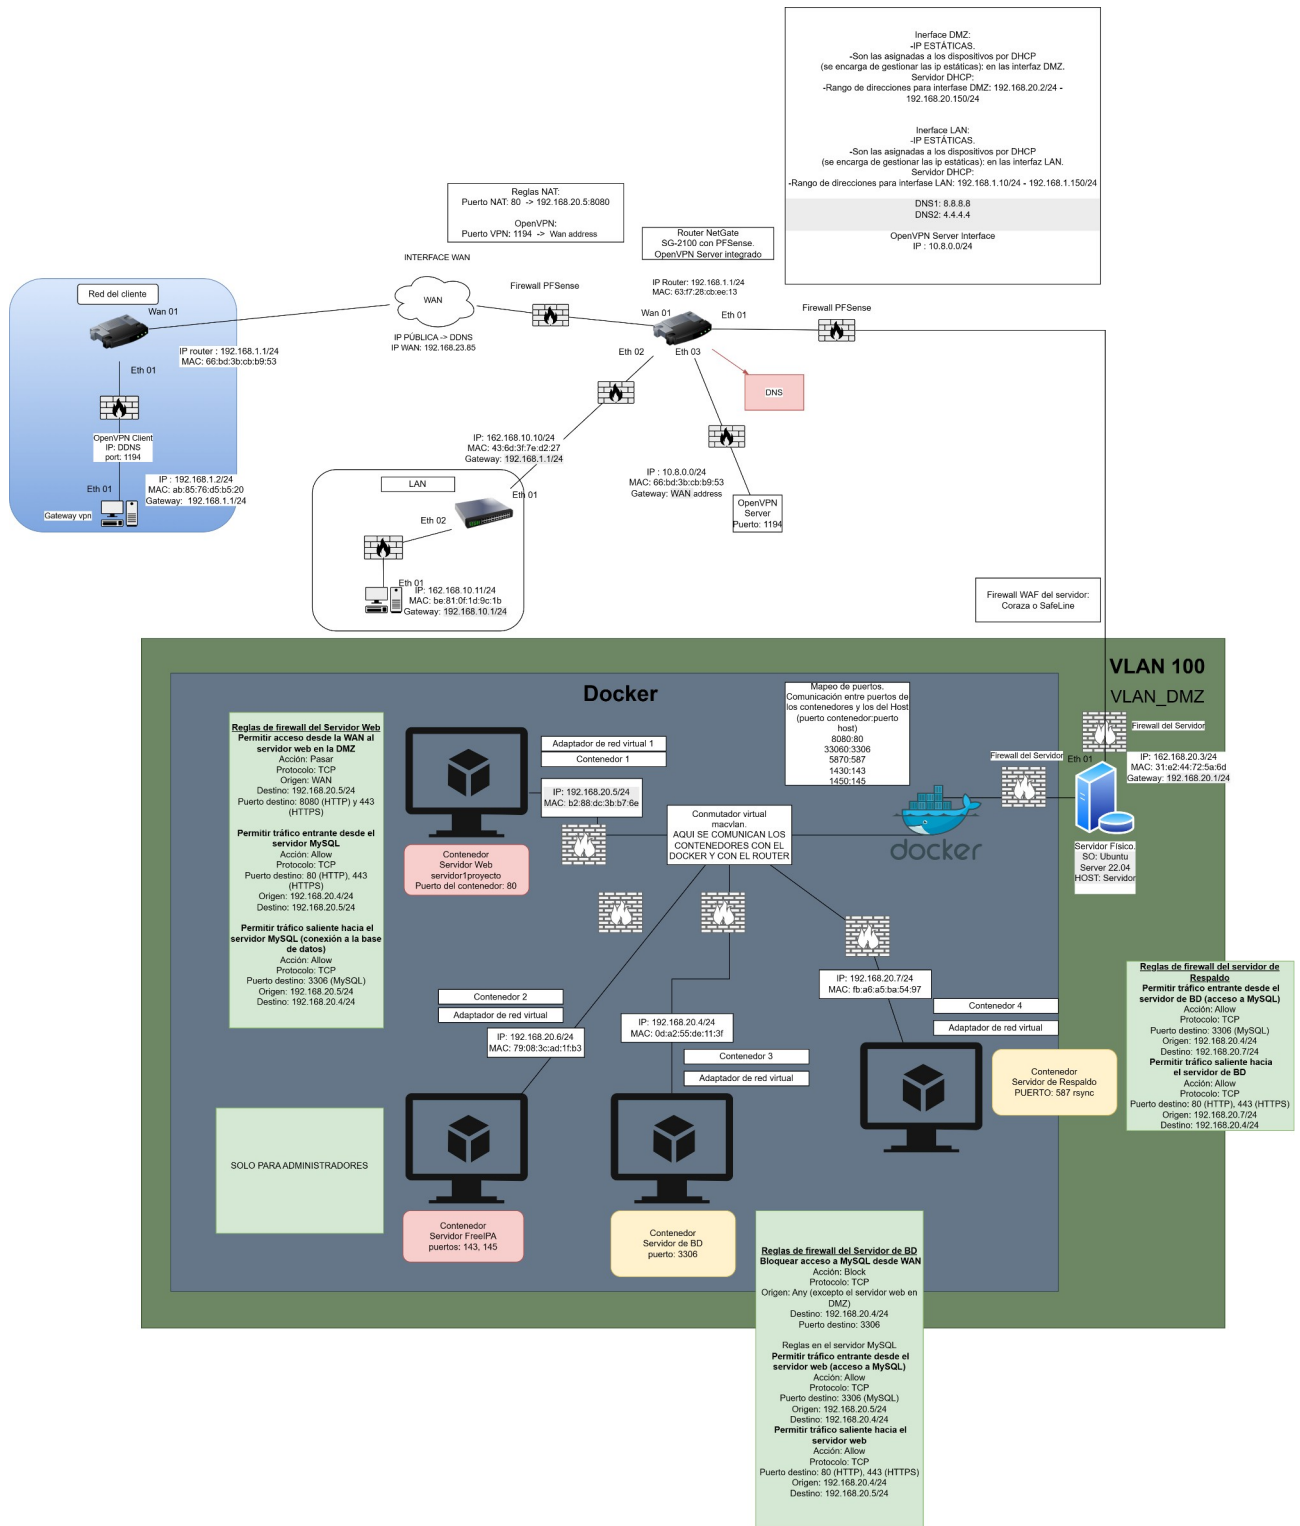 Inerface DMZ:
-IP ESTÁTICAS.
-Son las asignadas a los dispositivos por DHCP
(se encarga de gestionar las ip estáticas): en las interfaz DMZ.
Servidor DHCP:
-Rango de direcciones para interfase DMZ: 192.168.20.2/24 -
192.168.20.150/24
Inerface LAN:
-IP ESTÁTICAS.
-Son las asignadas a los dispositivos por DHCP
(se encarga de gestionar las ip estáticas): en las interfaz LAN.
Servidor DHCP:
-Rango de direcciones para interfase LAN: 192.168.1.10/24 - 192.168.1.150/24
DNS1: 8.8.8.8
DNS2: 4.4.4.4
OpenVPN Server Interface
IP : 10.8.0.0/24
Reglas NAT:
Puerto NAT: 80 -> 192.168.20.5:8080
OpenVPN:
Puerto VPN: 1194 -> Wan address
Router NetGate
SG-2100 con PFSense.
OpenVPN Server integrado
INTERFACE WAN
Firewall PFSense
IP Router: 192.168.1.1/24
MAC: 63:f7:28:cb:ee:13
Red del cliente
Wan 01
WAN
Wan 01
Eth 01
Firewall PFSense
IP PÚBLICA -> DDNS
IP WAN: 192.168.23.85
IP router : 192.168.1.1/24
MAC: 66:bd:3b:cb:b9:53
Eth 02
Eth 03
Eth 01
DNS
OpenVPN Client
IP: DDNS
port: 1194
IP: 162.168.10.10/24
MAC: 43:6d:3f:7e:d2:27
Gateway: 192.168.1.1/24
IP : 10.8.0.0/24
MAC: 66:bd:3b:cb:b9:53
Gateway: WAN address
Eth 01
IP : 192.168.1.2/24
MAC: ab:85:76:d5:b5:20
Gateway: 192.168.1.1/24
Gateway vpn
LAN
Eth 01
Eth 02
OpenVPN
Server
Puerto: 1194
Eth 01
IP: 162.168.10.11/24
MAC: be:81:0f:1d:9c:1b
Gateway: 192.168.10.1/24
Firewall WAF del servidor:
Coraza o SafeLine
VLAN 100
VLAN_DMZ
Docker
Mapeo de puertos.
Comunicación entre puertos de
los contenedores y los del Host
(puerto contenedor:puerto
host)
8080:80
33060:3306
5870:587
1430:143
1450:145
Firewall del Servidor
Firewall del Servidor
Eth 01
IP: 162.168.20.3/24
MAC: 31:e2:44:72:5a:6d
Gateway: 192.168.20.1/24
Reglas de firewall del Servidor Web
Permitir acceso desde la WAN al
servidor web en la DMZ
Acción: Pasar
Protocolo: TCP
Origen: WAN
Destino: 192.168.20.5/24
Puerto destino: 8080 (HTTP) y 443
(HTTPS)
Permitir tráfico entrante desde el
servidor MySQL
Acción: Allow
Protocolo: TCP
Puerto destino: 80 (HTTP), 443
(HTTPS)
Origen: 192.168.20.4/24
Destino: 192.168.20.5/24
Permitir tráfico saliente hacia el
servidor MySQL (conexión a la base
de datos)
Acción: Allow
Protocolo: TCP
Puerto destino: 3306 (MySQL)
Origen: 192.168.20.5/24
Destino: 192.168.20.4/24
Adaptador de red virtual 1
Contenedor 1
IP: 192.168.20.5/24
MAC: b2:88:dc:3b:b7:6e
Conmutador virtual
macvlan.
AQUI SE COMUNICAN LOS
CONTENEDORES CON EL
DOCKER Y CON EL ROUTER
docker
Servidor Físico.
SO: Ubuntu
Server 22.04
HOST: Servidor
Contenedor
Servidor Web
servidor1proyecto
Puerto del contenedor: 80
IP: 192.168.20.7/24
MAC: fb:a6:a5:ba:54:97
Contenedor 2
Adaptador de red virtual
IP: 192.168.20.6/24
MAC: 79:08:3c:ad:1f:b3
IP: 192.168.20.4/24
MAC: 0d:a2:55:de:11:3f
Contenedor 3
Adaptador de red virtual
Contenedor 4
Adaptador de red virtual
Contenedor
Servidor de Respaldo
PUERTO: 587 rsync
Reglas de firewall del servidor de
Respaldo
Permitir tráfico entrante desde el
servidor de BD (acceso a MySQL)
Acción: Allow
Protocolo: TCP
Puerto destino: 3306 (MySQL)
Origen: 192.168.20.4/24
Destino: 192.168.20.7/24
Permitir tráfico saliente hacia
el servidor de BD
Acción: Allow
Protocolo: TCP
Puerto destino: 80 (HTTP), 443 (HTTPS)
Origen: 192.168.20.7/24
Destino: 192.168.20.4/24
SOLO PARA ADMINISTRADORES
Contenedor
Servidor FreeIPA
puertos: 143, 145
Contenedor
Servidor de BD
puerto: 3306
Reglas de firewall del Servidor de BD
Bloquear acceso a MySQL desde WAN
Acción: Block
Protocolo: TCP
Origen: Any (excepto el servidor web en
DMZ)
Destino: 192.168.20.4/24
Puerto destino: 3306
Reglas en el servidor MySQL
Permitir tráfico entrante desde el
servidor web (acceso a MySQL)
Acción: Allow
Protocolo: TCP
Puerto destino: 3306 (MySQL)
Origen: 192.168.20.5/24
Destino: 192.168.20.4/24
Permitir tráfico saliente hacia el
servidor web
Acción: Allow
Protocolo: TCP
Puerto destino: 80 (HTTP), 443 (HTTPS)
Origen: 192.168.20.4/24
Destino: 192.168.20.5/24